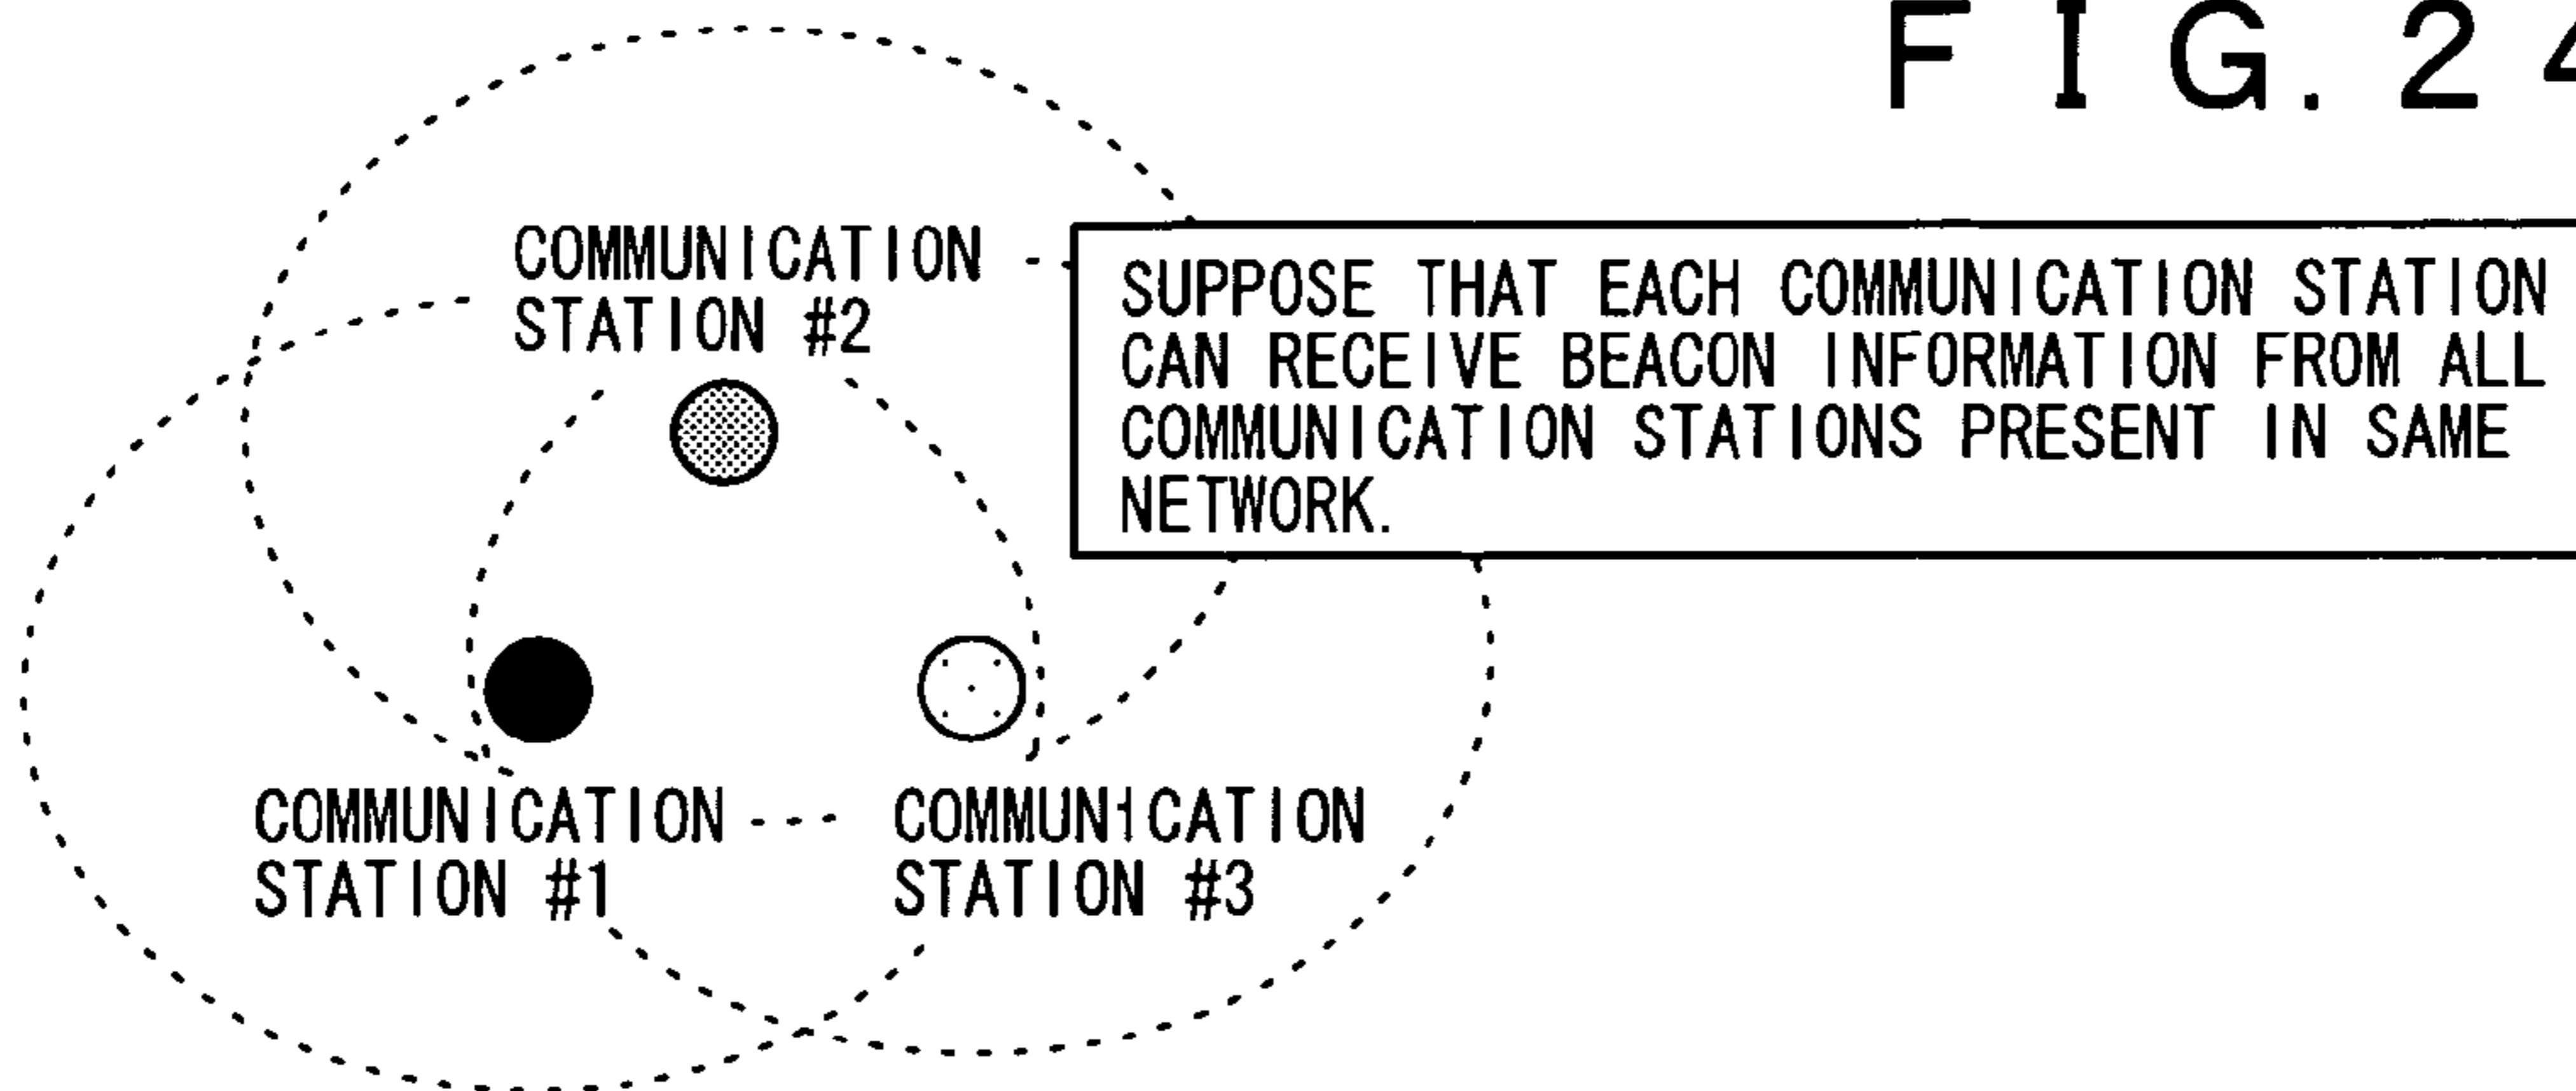 FIG. 24
COMMUNICATION
STATION #2
SUPPOSE THAT EACH COMMUNICATION STATION
CAN RECEIVE BEACON INFORMATION FROM ALL
COMMUNICATION STATIONS PRESENT IN SAME
NETWORK.
COMMUNICATION
STATION #1
COMMUNICATION
STATION #3